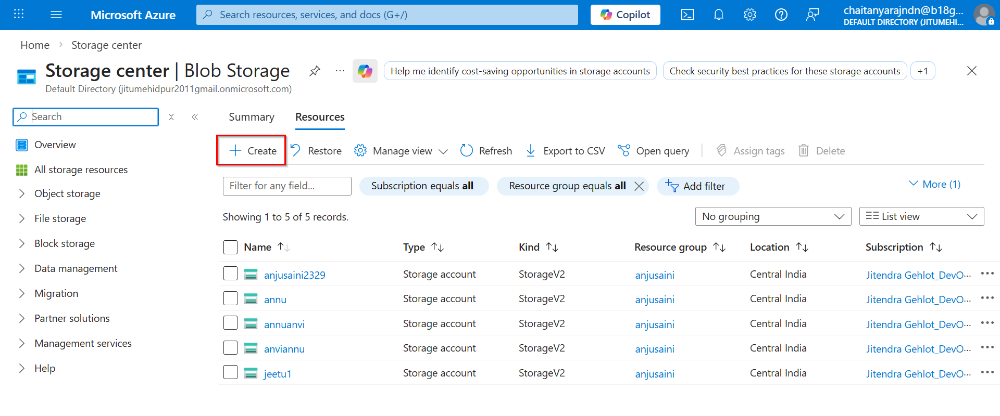 Microsoft Azure
Search resources, services, and docs (G+/)
Copilot
chaitanyarajndn@b18g...
DEFAULT DIRECTORY (JITUMEHI...
Home > Storage center
Storage center | Blob Storage
Default Directory (jitumehidpur2011gmail.onmicrosoft.com)
Help me identify cost-saving opportunities in storage accounts
Check security best practices for these storage accounts
+1
Search
Summary Resources
Create Restore Manage view Refresh Export to CSV Open query Assign tags Delete
Filter for any field... Subscription equals all Resource group equals all Add filter More (1)
Showing 1 to 5 of 5 records.
No grouping List view
Name Type Kind Resource group Location Subscription
anjusaini2329 Storage account StorageV2 anjusaini Central India Jitendra Gehlot_DevO...
annu Storage account StorageV2 anjusaini Central India Jitendra Gehlot_DevO...
annuanvi Storage account StorageV2 anjusaini Central India Jitendra Gehlot_DevO...
anviannu Storage account StorageV2 anjusaini Central India Jitendra Gehlot_DevO...
jeetu1 Storage account StorageV2 anjusaini Central India Jitendra Gehlot_DevO...
Overview
All storage resources
Object storage
File storage
Block storage
Data management
Migration
Partner solutions
Management services
Help